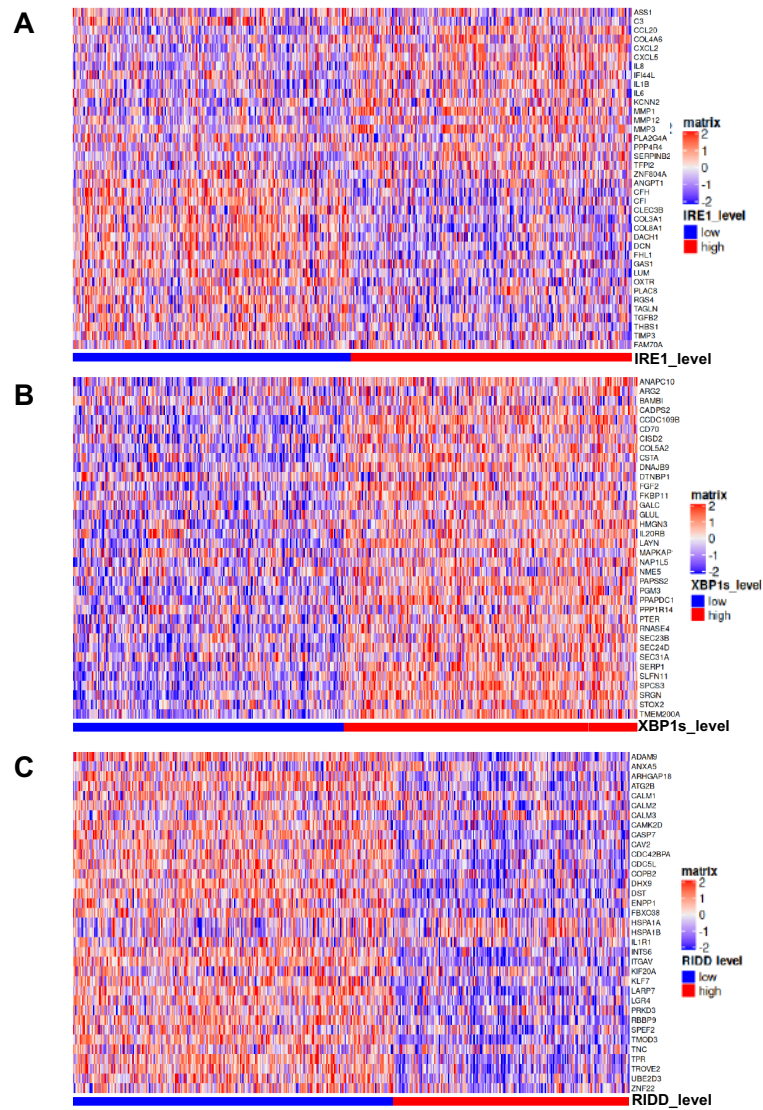 A
ASS1
C3
CCL20
COL4A6
CXCL2
CXCL5
IL8
IFI44L
IL1B
IL6
KCNN2
MMP1
MMP12
MMP3
PLA2G4A
PPP4R4
SERPINB2
TFPI2
ZNF804A
ANGPT1
CFH
CFI
CLEC3B
COL3A1
COL8A1
DACH1
DCN
FHL1
GAS1
LUM
OXTR
PLAC8
RGS4
TAGLN
TGFB2
THBS1
TIMP3
FAM70A
IRE1_level
matrix
2
1
0
-1
-2
IRE1_level
low
high
B
ANAPC10
ARG2
BAMBI
CADPS2
CCDC109B
CD70
CISD2
COL5A2
CSTA
DNAJB9
DTNBP1
FGF2
FKBP11
GALC
GLUL
HMGN3
IL20RB
LAYN
MAPKAP
NAP1L5
NME5
PAPSS2
PGM3
PPAPDC1
PPP1R14
PTER
RNASE4
SEC23B
SEC24D
SEC31A
SERP1
SLFN11
SPCS3
SRGN
STOX2
TMEM200A
XBP1s_level
matrix
2
1
0
-1
-2
XBP1s_level
low
high
C
ADAM9
ANXA5
ARHGAP18
ATG2B
CALM1
CALM2
CALM3
CAMK2D
CASP7
CAV2
CDC42BPA
CDC5L
COPB2
DHX9
DST
ENPP1
FBXO38
HSPA1A
HSPA1B
IL1R1
INTS6
ITGAV
KIF20A
KLF7
LARP7
LGR4
PRKD3
RBBP9
SPEF2
TMOD3
TNC
TPR
TROVE2
UBE2D3
ZNF22
RIDD_level
matrix
2
1
0
-1
-2
RIDD level
low
high